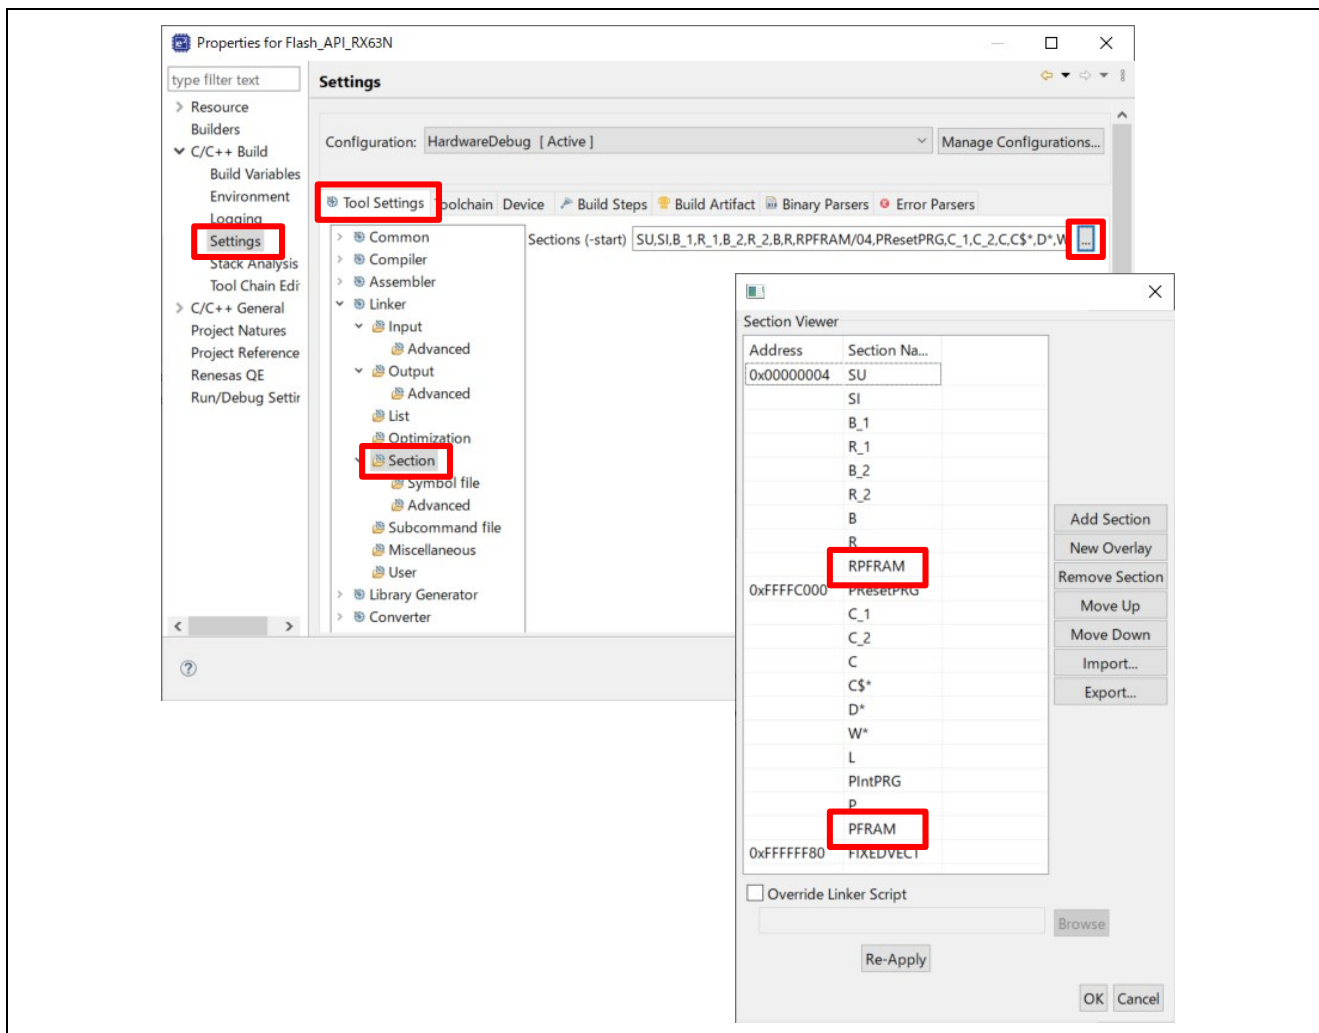 Properties for Flash_API_RX63N
type filter text
Resource
Builders
C/C++ Build
Build Variables
Environment
Logging
Settings
Stack Analysis
Tool Chain Edi
C/C++ General
Project Natures
Project Reference
Renesas QE
Run/Debug Settir
Settings
Configuration: HardwareDebug [ Active ] Manage Configurations...
Tool Settings Toolchain Device Build Steps Build Artifact Binary Parsers Error Parsers
Common
Compiler
Assembler
Linker
Input
Advanced
Output
Advanced
List
Optimization
Section
Symbol file
Advanced
Subcommand file
Miscellaneous
User
Library Generator
Converter
Sections (-start) SU,SI,B_1,R_1,B_2,R_2,B,R,RPFRAM/04,PResetPRG,C_1,C_2,C,C$*,D*,W ...
Section Viewer
Address Section Na...
0x00000004 SU
SI
B_1
R_1
B_2
R_2
B
R
RPFRAM
0xFFFFC000 PResetPRG
C_1
C_2
C
C$*
D*
W*
L
PIntPRG
P
PFRAM
0xFFFFFF80 FIXEDVECT
Add Section
New Overlay
Remove Section
Move Up
Move Down
Import...
Export...
Override Linker Script
Browse
Re-Apply
OK Cancel